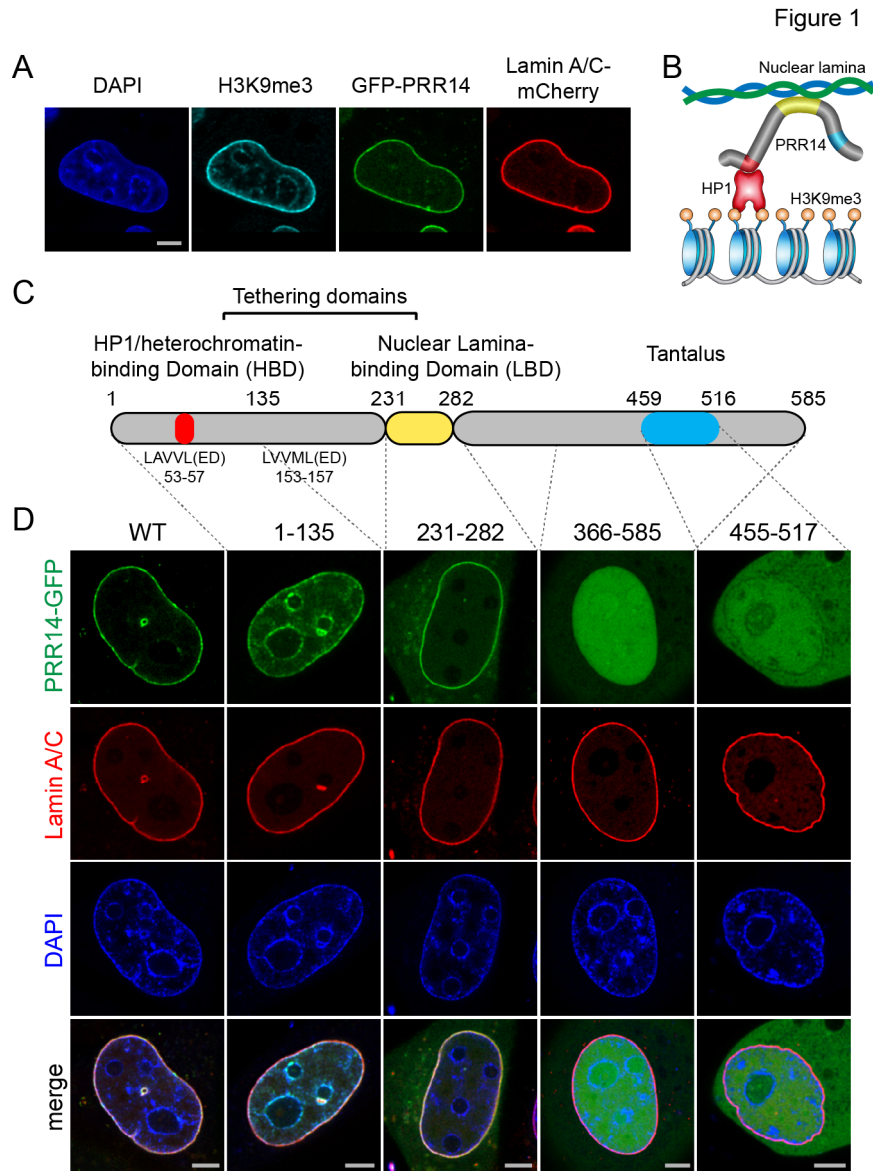 Figure 1
A
DAPI
H3K9me3
GFP-PRR14
Lamin A/C-
mCherry
B
Nuclear lamina
PRR14
HP1
H3K9me3
C
Tethering domains
HP1/heterochromatin-
binding Domain (HBD)
Nuclear Lamina-
binding Domain (LBD)
Tantalus
1
135
231
282
459
516
585
LAVVL(ED)
53-57
LVVML(ED)
153-157
D
WT
1-135
231-282
366-585
455-517
PRR14-GFP
Lamin A/C
DAPI
merge